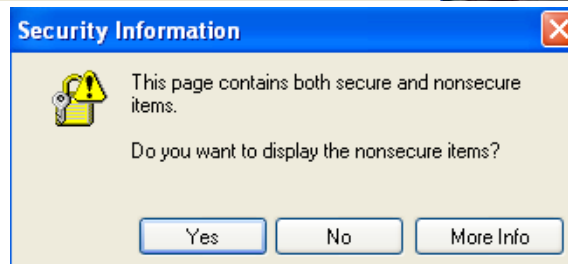 Security Information
This page contains both secure and nonsecure
items.
Do you want to display the nonsecure items?
Yes No More Info